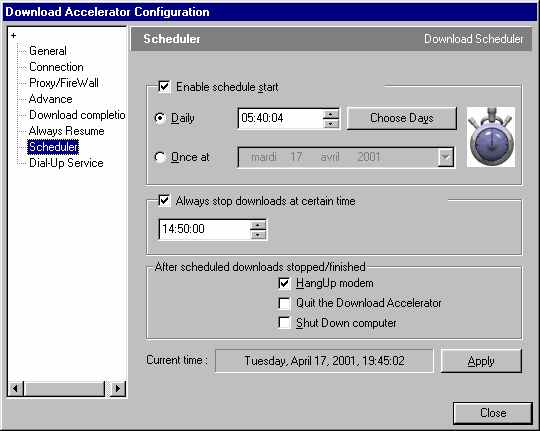 Download Accelerator Configuration
+
General
Connection
Proxy/FireWall
Advance
Download completio
Always Resume
Scheduler
Dial-Up Service
Scheduler Download Scheduler
Enable schedule start
Daily 05:40:04 Choose Days
Once at mardi 17 avril 2001
Always stop downloads at certain time
14:50:00
After scheduled downloads stopped/finished
HangUp modem
Quit the Download Accelerator
Shut Down computer
Current time : Tuesday, April 17, 2001, 19:45:02 Apply
Close